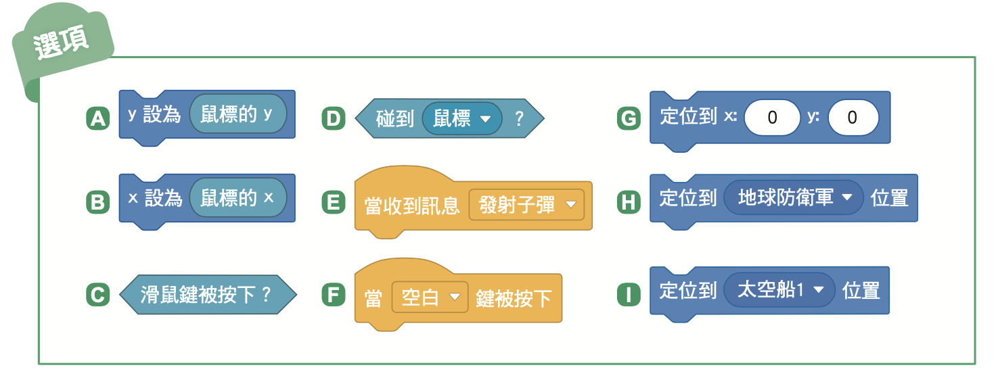 選項
A y 設為 鼠標的 y
B x 設為 鼠標的 x
C 滑鼠鍵被按下？
D 碰到 鼠標 ？
E 當收到訊息 發射子彈
F 當 空白 鍵被按下
G 定位到 x: 0 y: 0
H 定位到 地球防衛軍 位置
I 定位到 太空船1 位置